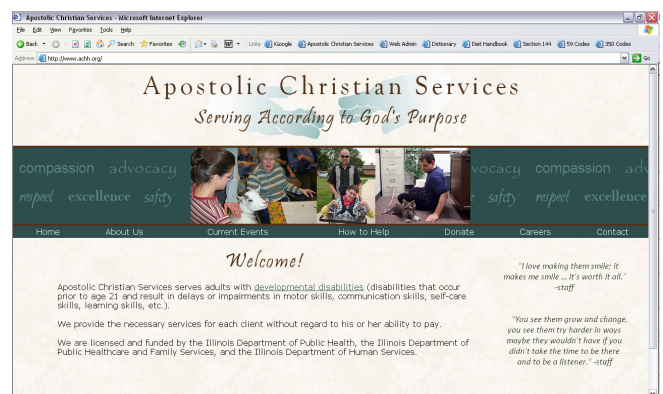 Apostolic Christian Services - Microsoft Internet Explorer
File Edit View Favorites Tools Help
Back Search Favorites Links iGoogle Apostolic Christian Services Web Admin Dictionary Diet Handbook Section 144 59 Codes 350 Codes
Address http://www.achh.org/ Go
Apostolic Christian Services
Serving According to God's Purpose
compassion advocacy vocacy compassion adv
respect excellence safety safety respect excellence
Home About Us Current Events How to Help Donate Careers Contact
Welcome!
Apostolic Christian Services serves adults with developmental disabilities (disabilities that occur
prior to age 21 and result in delays or impairments in motor skills, communication skills, self-care
skills, learning skills, etc.).
We provide the necessary services for each client without regard to his or her ability to pay.
We are licensed and funded by the Illinois Department of Public Health, the Illinois Department of
Public Healthcare and Family Services, and the Illinois Department of Human Services.
"I love making them smile; it
makes me smile ... it's worth it all."
-staff
"You see them grow and change,
you see them try harder in ways
maybe they wouldn't have if you
didn't take the time to be there
and to be a listener." -staff